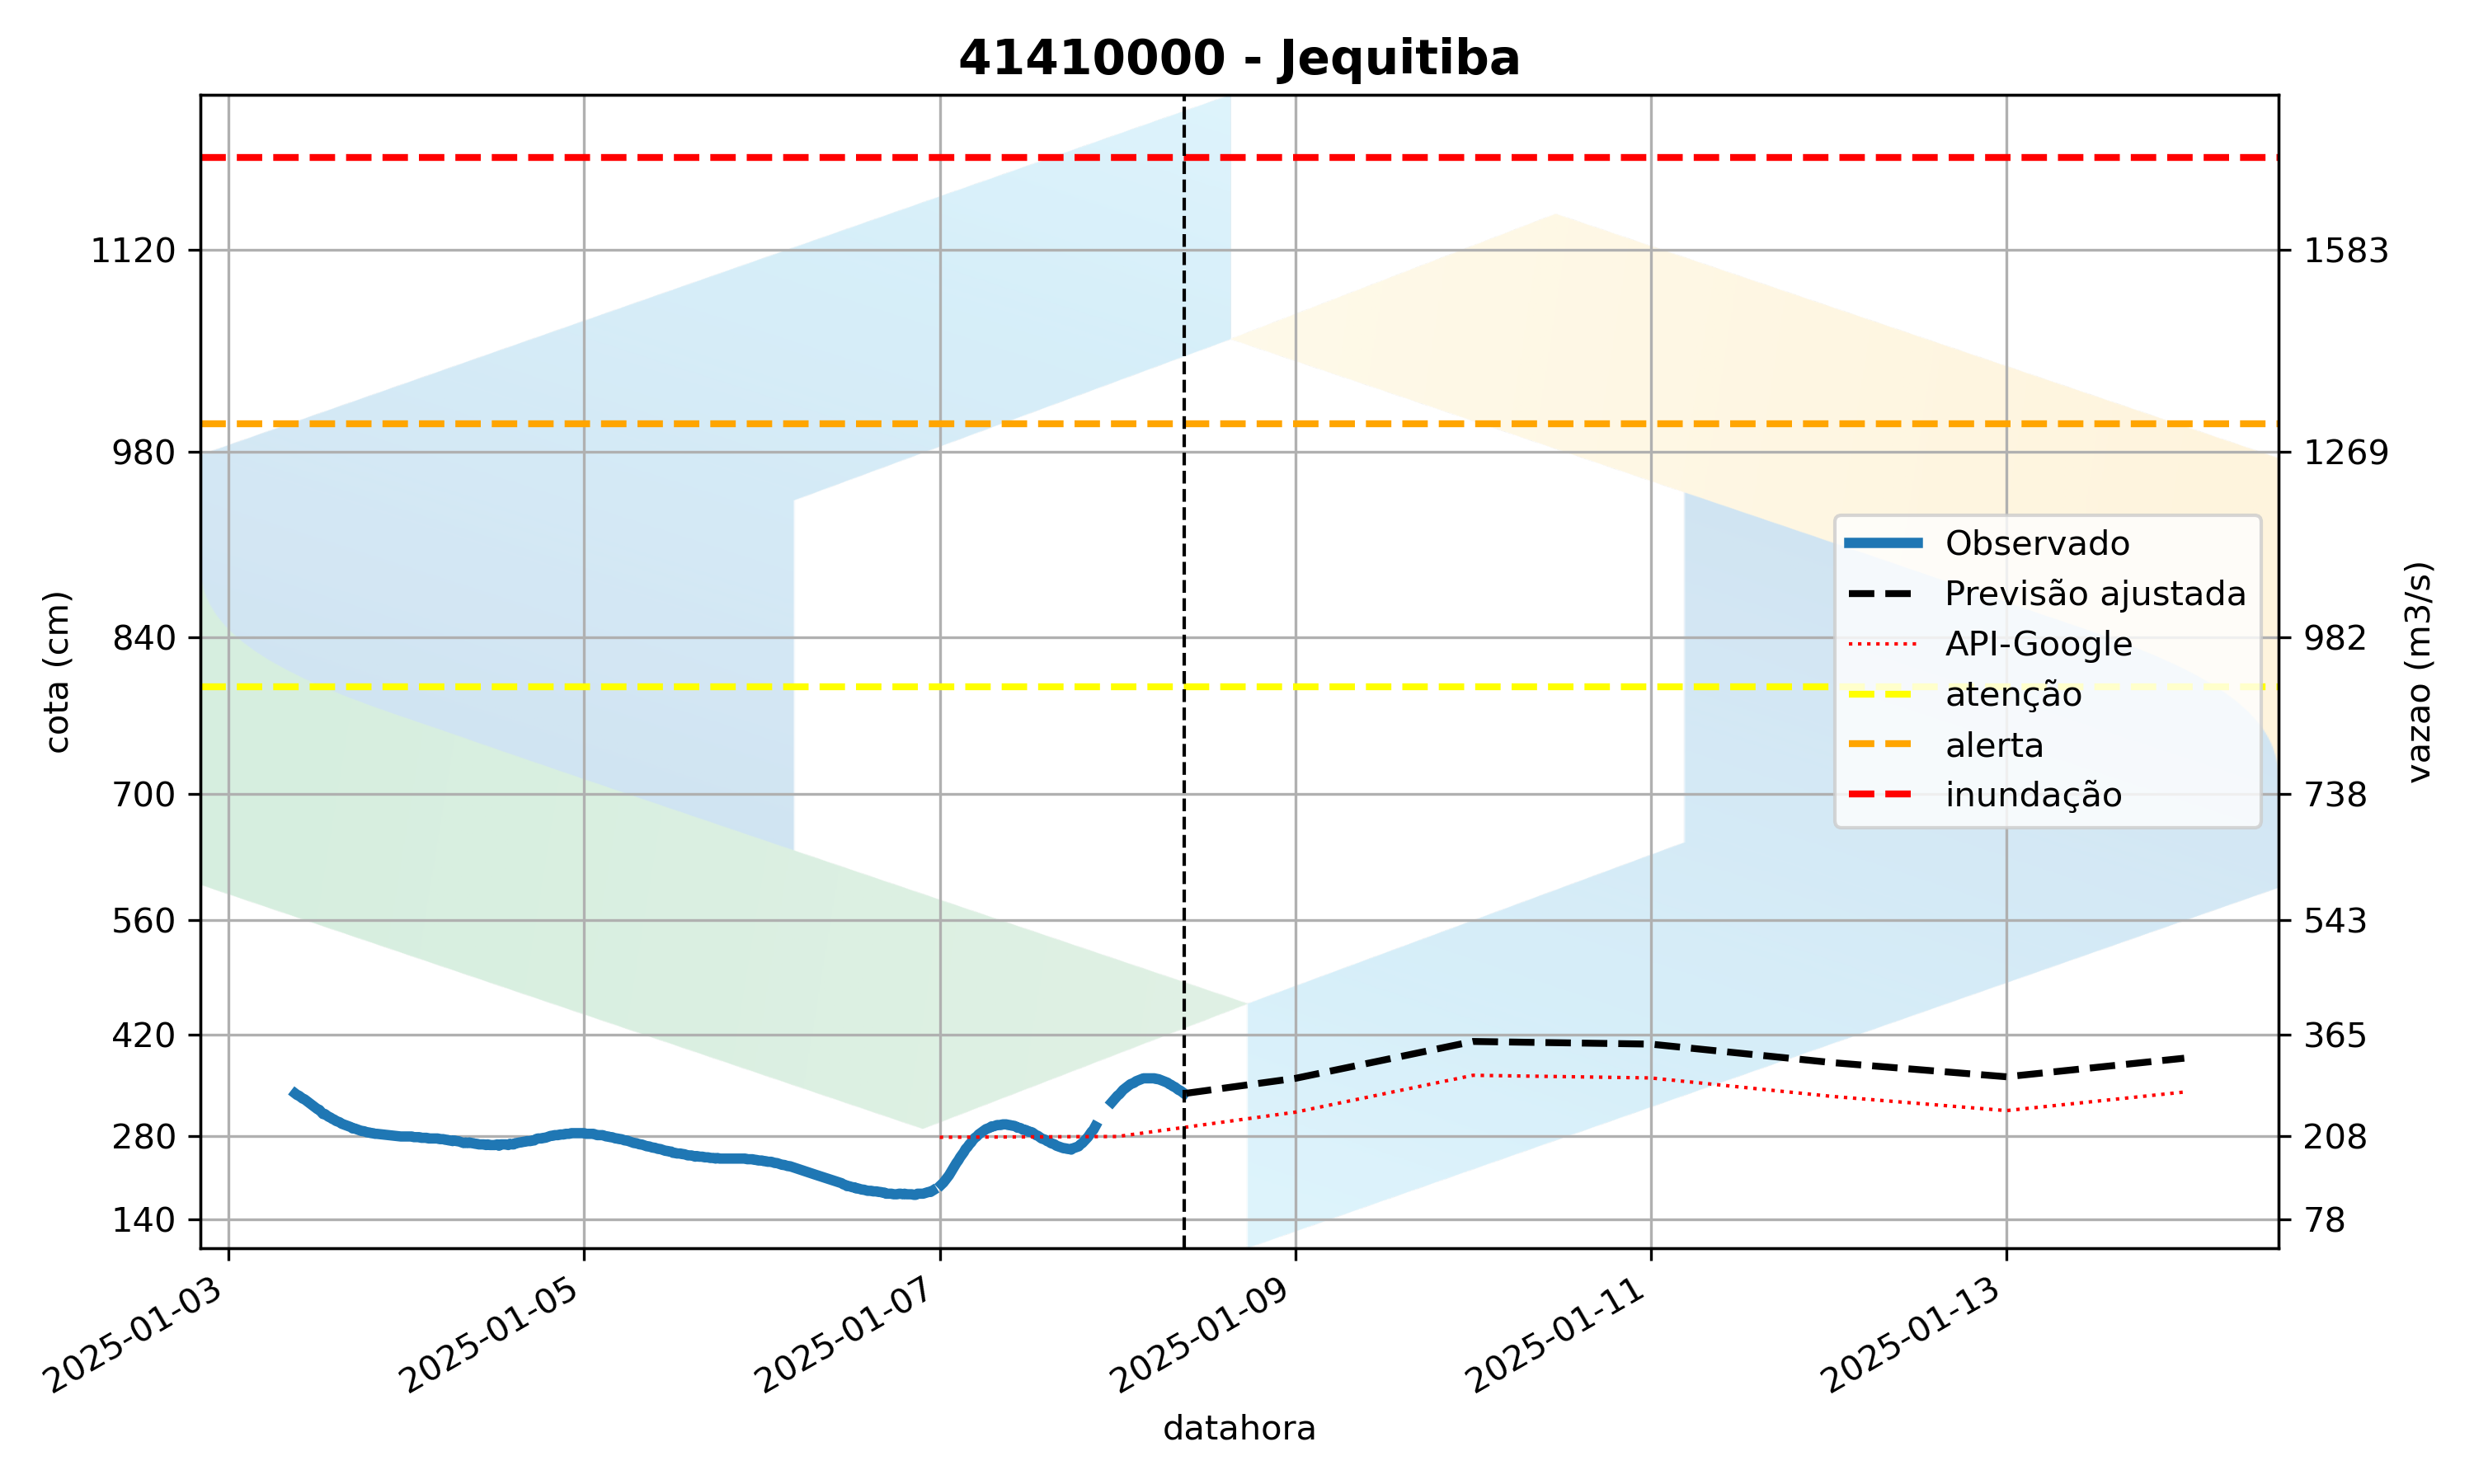 41410000 - Jequitiba
1120
980
840
700
560
420
280
140
cota (cm)
1583
1269
982
738
543
365
208
78
vazao (m3/s)
Observado
Previsão ajustada
API-Google
atenção
alerta
inundação
2025-01-03
2025-01-05
2025-01-07
2025-01-09
2025-01-11
2025-01-13
datahora